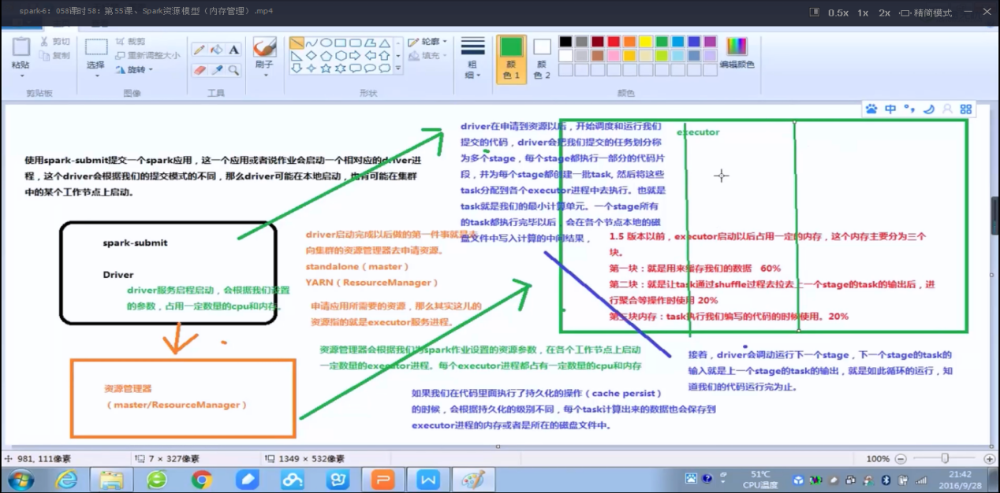 spark-6：058课时58：第55课、Spark资源模型（内存管理）.mp4
0.5x 1x 2x 精简模式
粘贴
剪切
复制
剪贴板
选择
裁剪
重新调整大小
旋转
图像
A
工具
刷子
形状
轮廓
填充
粗
细
颜
色 1
颜
色 2
编辑颜色
颜色
中
使用spark-submit提交一个spark应用，这一个应用或者说作业会启动一个相对应的driver进
程，这个driver会根据我们的提交模式的不同，那么driver可能在本地启动，也有可能在集群
中的某个工作节点上启动。
spark-submit
Driver
driver服务启程启动，会根据我们设置
的参数，占用一定数量的cpu和内存。
资源管理器
（master/ResourceManager）
driver启动完成以后做的第一件事就是去
向集群的资源管理器去申请资源。
standalone（master）
YARN（ResourceManager）
申请应用所需要的资源，那么其实这儿的
资源指的就是executor服务进程。
资源管理器会根据我们为spark作业设置的资源参数，在各个工作节点上启动
一定数量的executor进程。每个executor进程都占有一定数量的cpu和内存
如果我们在代码里面执行了持久化的操作（cache persist）
的时候，会根据持久化的级别不同，每个task计算出来的数据也会保存到
executor进程的内存或者是所在的磁盘文件中。
driver在申请到资源以后，开始调度和运行我们
提交的代码，driver会把我们提交的任务划分称
为多个stage，每个stage都执行一部分的代码片
段，并为每个stage都创建一批task, 然后将这些
task分配到各个executor进程中去执行。也就是
task就是我们的最小计算单元。一个stage所有
的task都执行完毕以后，会在各个节点本地的磁
盘文件中写入计算的中间结果，
executor
1.5 版本以前，executor启动以后占用一定的内存，这个内存主要分为三个
块。
第一块：就是用来缓存我们的数据 60%
第二块：就是让task通过shuffle过程去拉去上一个stage的task的输出后，进
行聚合等操作时使用 20%
第三块内存：task执行我们编写的代码的时候使用。20%
接着，driver会调动运行下一个stage，下一个stage的task的
输入就是上一个stage的task的输出，就是如此循环的运行，知
道我们的代码运行完为止。
981, 111像素
7 × 327像素
1349 × 532像素
100%
51℃
CPU温度
21:42
2016/9/28